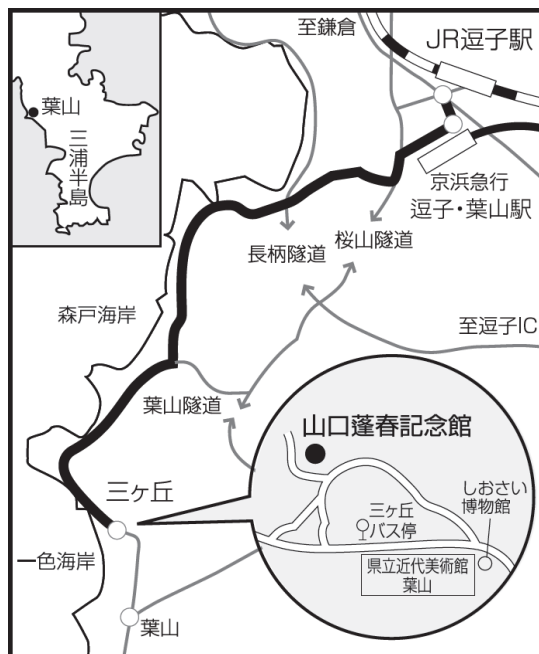 至鎌倉
JR逗子駅
葉山
三浦半島
京浜急行
逗子・葉山駅
桜山隧道
長柄隧道
森戸海岸
至逗子IC
葉山隧道
山口蓬春記念館
三ヶ丘
しおさい
博物館
三ヶ丘
バス停
一色海岸
県立近代美術館
葉山
葉山